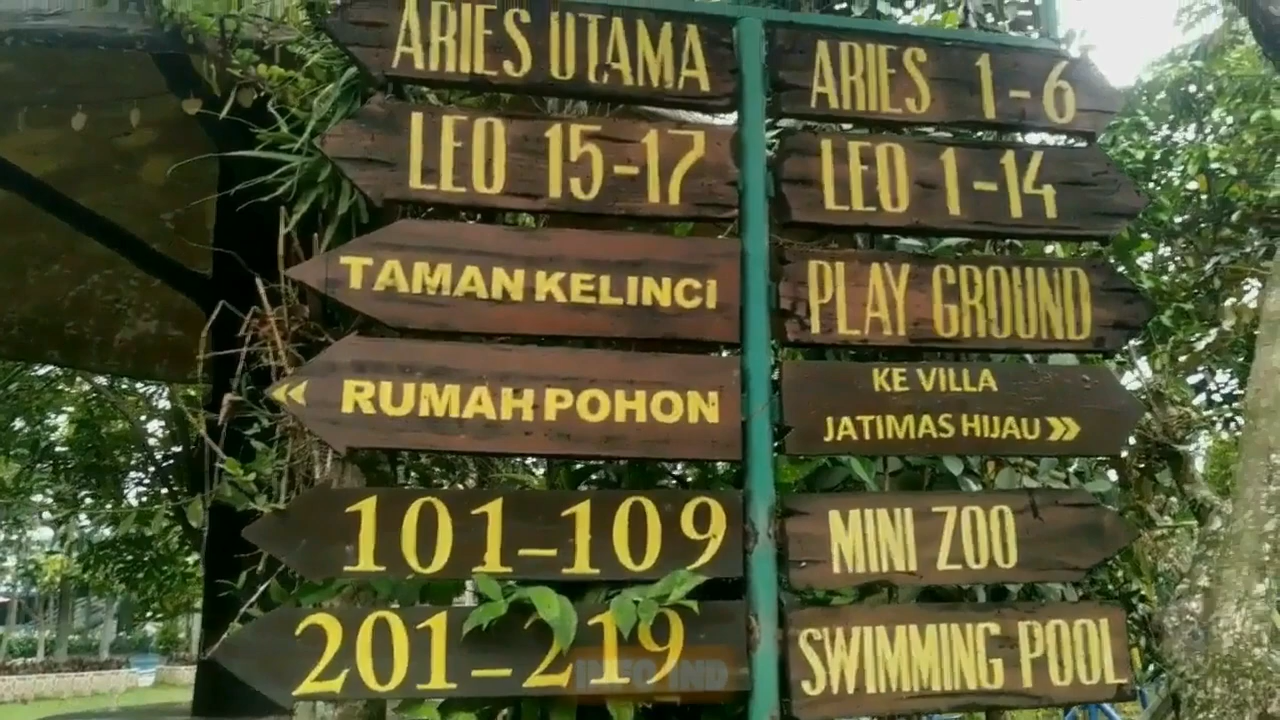 ARIES UTAMA
LEO 15-17
TAMAN KELINCI
« RUMAH POHON
101-109
201-219
ARIES 1-6
LEO 1-14
PLAY GROUND
KE VILLA
JATIMAS HIJAU »
MINI ZOO
SWIMMING POOL